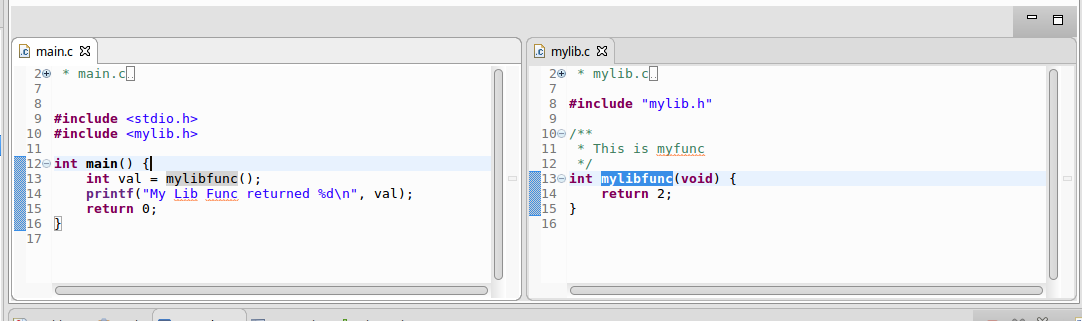 main.c
2 * main.c
7
8
9 #include <stdio.h>
10 #include <mylib.h>
11
12 int main() {
13     int val = mylibfunc();
14     printf("My Lib Func returned %d\n", val);
15     return 0;
16 }
17
mylib.c
2 * mylib.c
7
8 #include "mylib.h"
9
10 /**
11  * This is myfunc
12  */
13 int mylibfunc(void) {
14     return 2;
15 }
16